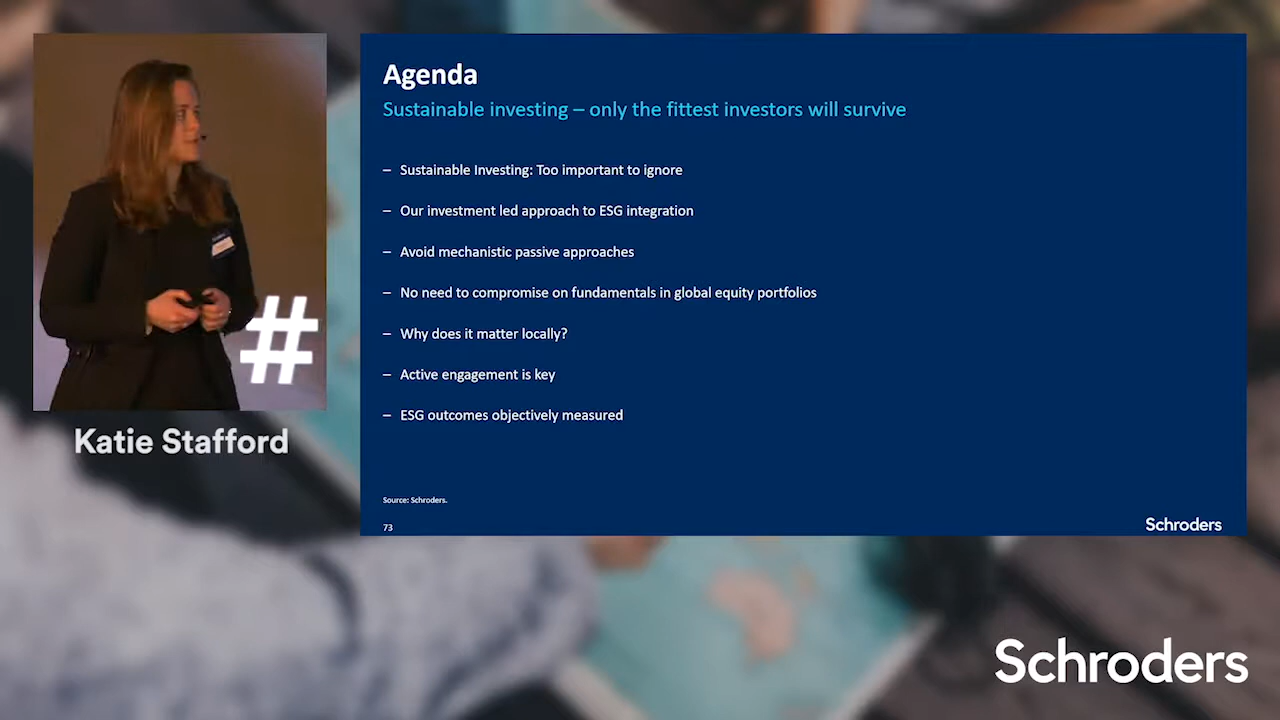 Agenda
Sustainable investing – only the fittest investors will survive
– Sustainable Investing: Too important to ignore
– Our investment led approach to ESG integration
– Avoid mechanistic passive approaches
– No need to compromise on fundamentals in global equity portfolios
– Why does it matter locally?
– Active engagement is key
– ESG outcomes objectively measured
Source: Schroders.
73
Schroders
#
Katie Stafford
Schroders